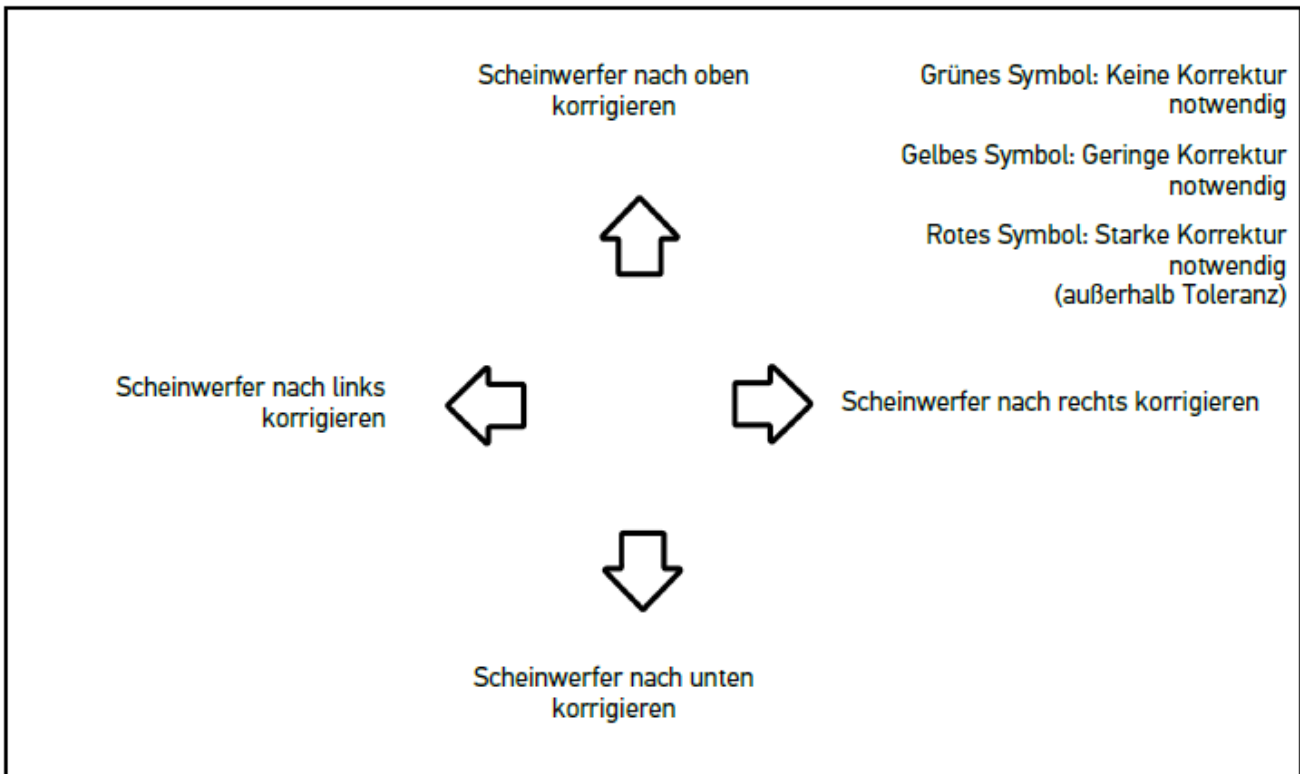 Scheinwerfer nach oben
korrigieren
Grünes Symbol: Keine Korrektur
notwendig
Gelbes Symbol: Geringe Korrektur
notwendig
Rotes Symbol: Starke Korrektur
notwendig
(außerhalb Toleranz)
Scheinwerfer nach links
korrigieren
Scheinwerfer nach rechts korrigieren
Scheinwerfer nach unten
korrigieren